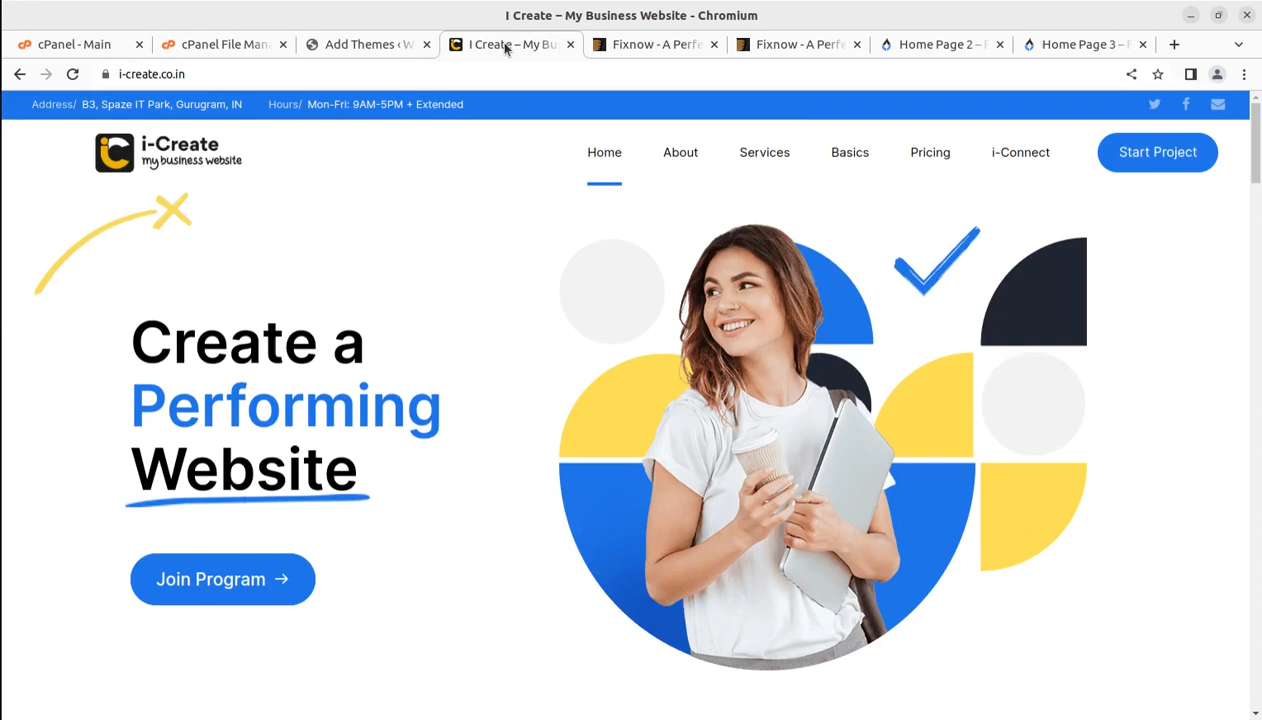 I Create – My Business Website - Chromium
cPanel - Main
cPanel File Man
Add Themes ‹ W
I Create – My Bu
Fixnow - A Perfe
Fixnow - A Perfe
Home Page 2 – F
Home Page 3 – F
i-create.co.in
Address/ B3, Spaze IT Park, Gurugram, IN Hours/ Mon-Fri: 9AM-5PM + Extended
i-Create
my business website
Home About Services Basics Pricing i-Connect Start Project
Create a
Performing
Website
Join Program →